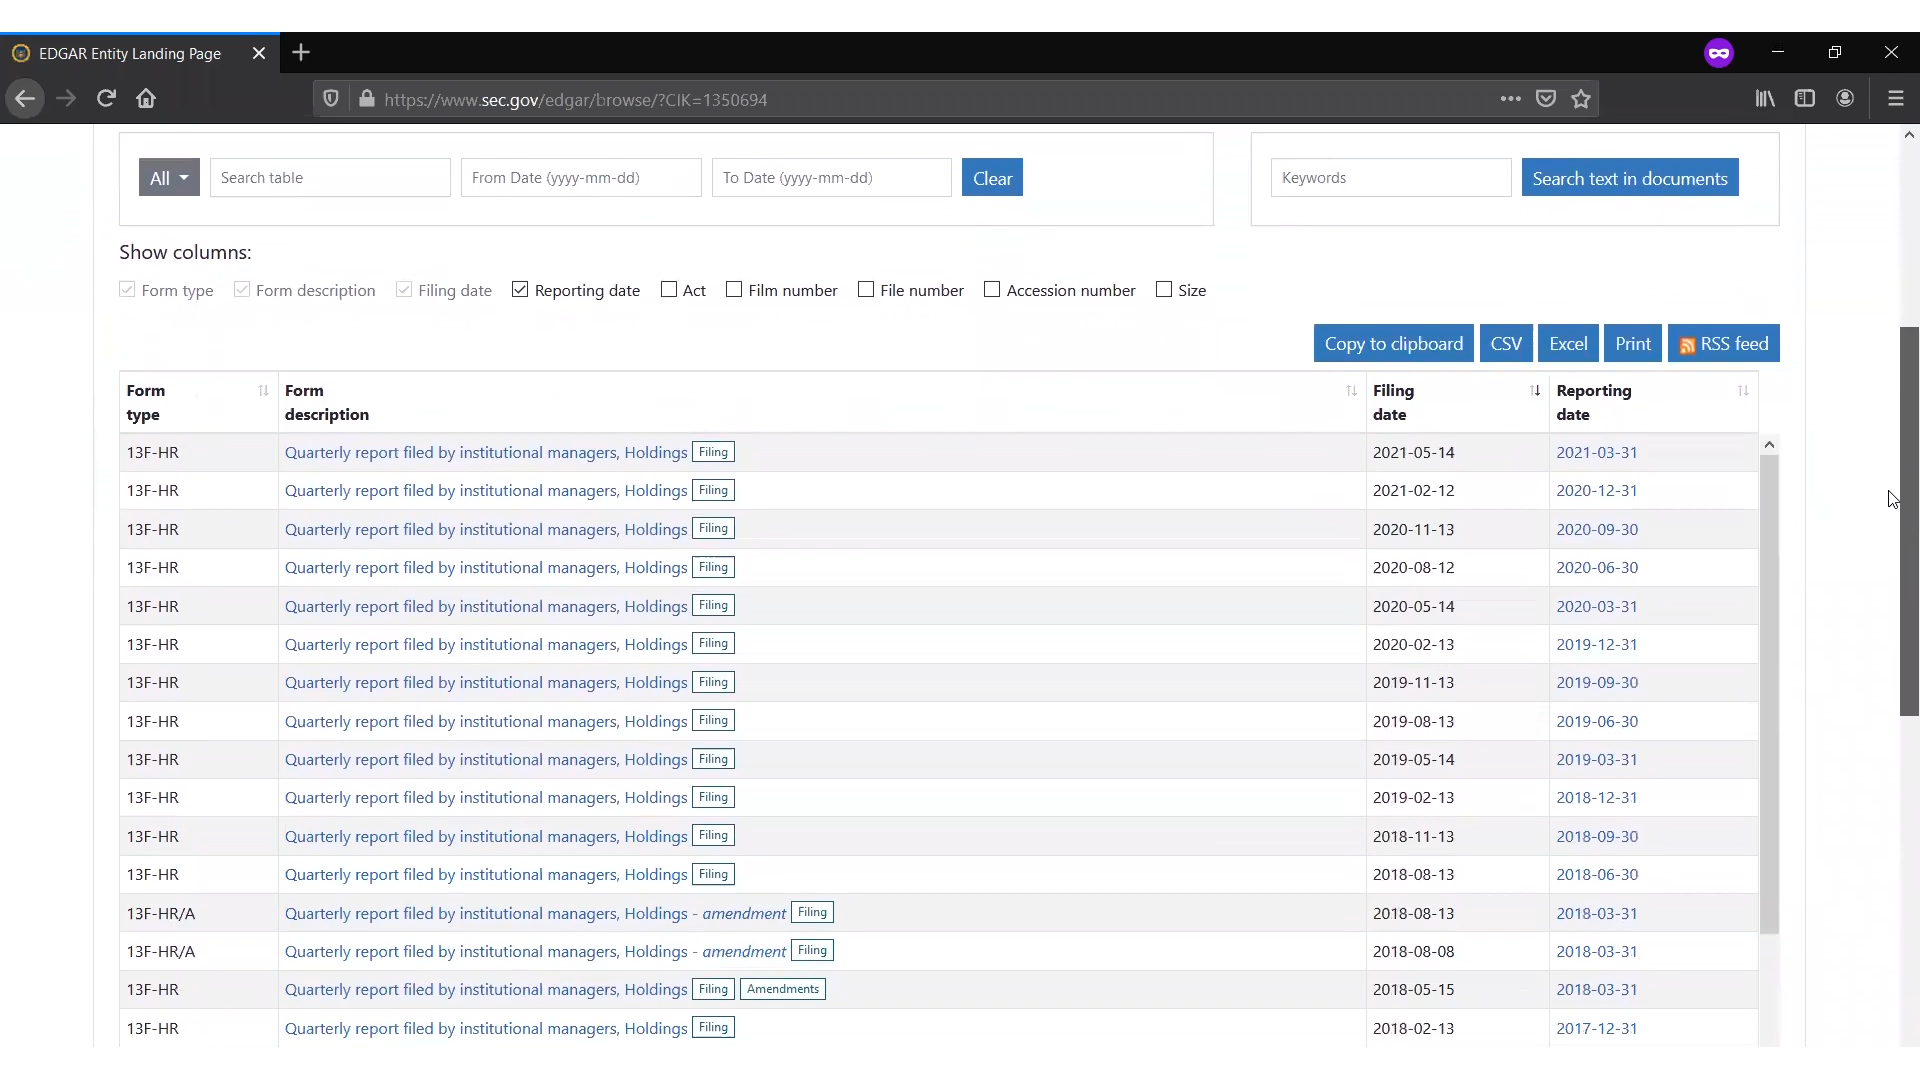 EDGAR Entity Landing Page
https://www.sec.gov/edgar/browse/?CIK=1350694
All Search table From Date (yyyy-mm-dd) To Date (yyyy-mm-dd) Clear Keywords Search text in documents
Show columns:
Form type Form description Filing date Reporting date Act Film number File number Accession number Size
Copy to clipboard CSV Excel Print RSS feed
Form Form Filing Reporting
type description date date
13F-HR Quarterly report filed by institutional managers, Holdings Filing 2021-05-14 2021-03-31
13F-HR Quarterly report filed by institutional managers, Holdings Filing 2021-02-12 2020-12-31
13F-HR Quarterly report filed by institutional managers, Holdings Filing 2020-11-13 2020-09-30
13F-HR Quarterly report filed by institutional managers, Holdings Filing 2020-08-12 2020-06-30
13F-HR Quarterly report filed by institutional managers, Holdings Filing 2020-05-14 2020-03-31
13F-HR Quarterly report filed by institutional managers, Holdings Filing 2020-02-13 2019-12-31
13F-HR Quarterly report filed by institutional managers, Holdings Filing 2019-11-13 2019-09-30
13F-HR Quarterly report filed by institutional managers, Holdings Filing 2019-08-13 2019-06-30
13F-HR Quarterly report filed by institutional managers, Holdings Filing 2019-05-14 2019-03-31
13F-HR Quarterly report filed by institutional managers, Holdings Filing 2019-02-13 2018-12-31
13F-HR Quarterly report filed by institutional managers, Holdings Filing 2018-11-13 2018-09-30
13F-HR Quarterly report filed by institutional managers, Holdings Filing 2018-08-13 2018-06-30
13F-HR/A Quarterly report filed by institutional managers, Holdings - amendment Filing 2018-08-13 2018-03-31
13F-HR/A Quarterly report filed by institutional managers, Holdings - amendment Filing 2018-08-08 2018-03-31
13F-HR Quarterly report filed by institutional managers, Holdings Filing Amendments 2018-05-15 2018-03-31
13F-HR Quarterly report filed by institutional managers, Holdings Filing 2018-02-13 2017-12-31